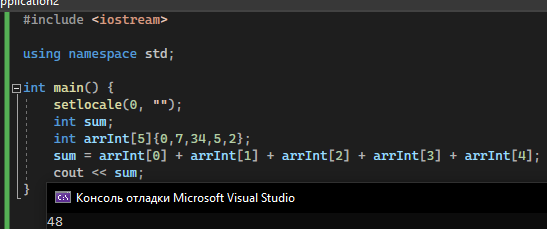 pplication2
#include <iostream>
using namespace std;
int main() {
setlocale(0, "");
int sum;
int arrInt[5]{0,7,34,5,2};
sum = arrInt[0] + arrInt[1] + arrInt[2] + arrInt[3] + arrInt[4];
cout << sum;
}
Консоль отладки Microsoft Visual Studio
48